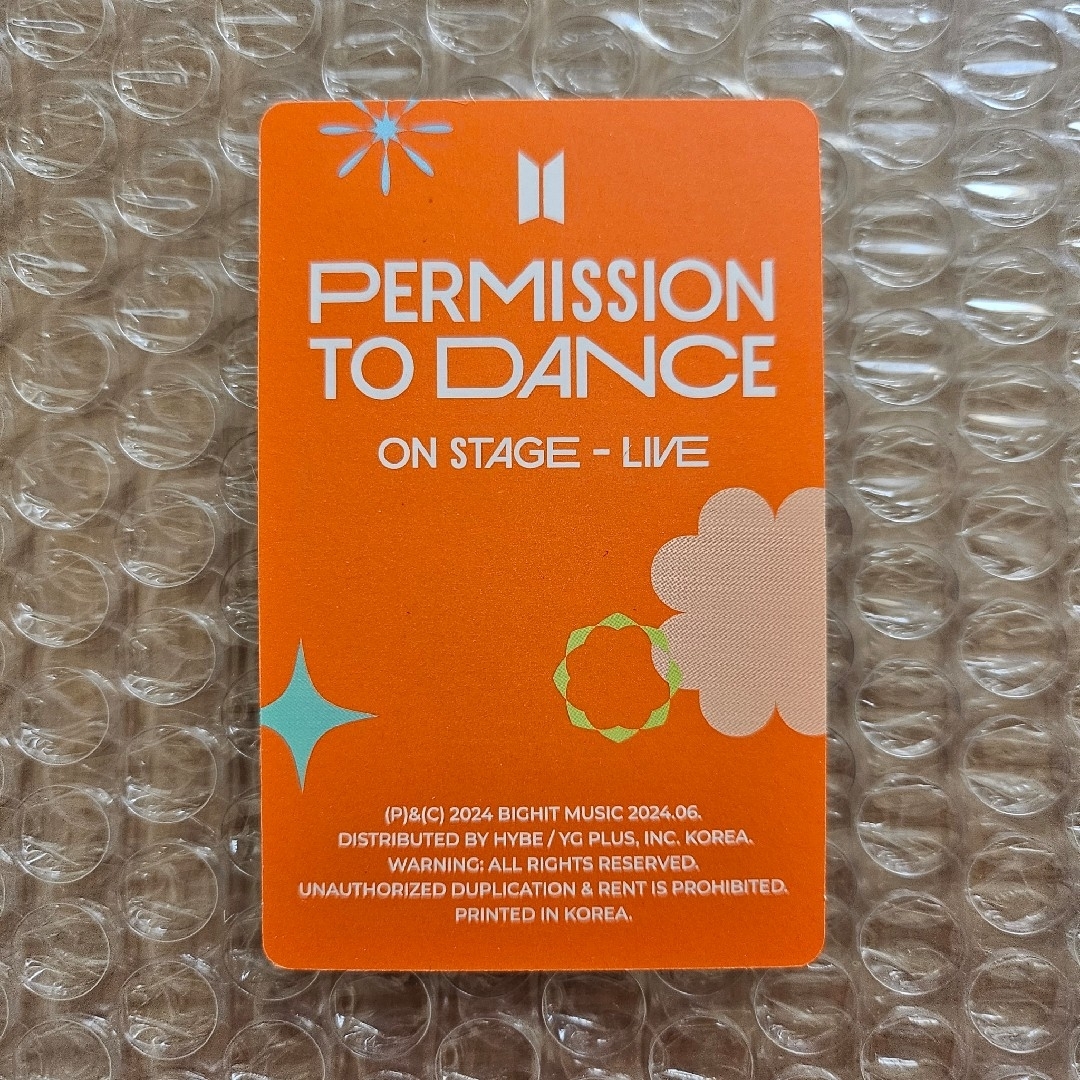 PERMISSION
TO DANCE
ON STAGE - LIVE
(P)&(C) 2024 BIGHIT MUSIC 2024.06.
DISTRIBUTED BY HYBE / YG PLUS, INC. KOREA.
WARNING: ALL RIGHTS RESERVED.
UNAUTHORIZED DUPLICATION & RENT IS PROHIBITED.
PRINTED IN KOREA.